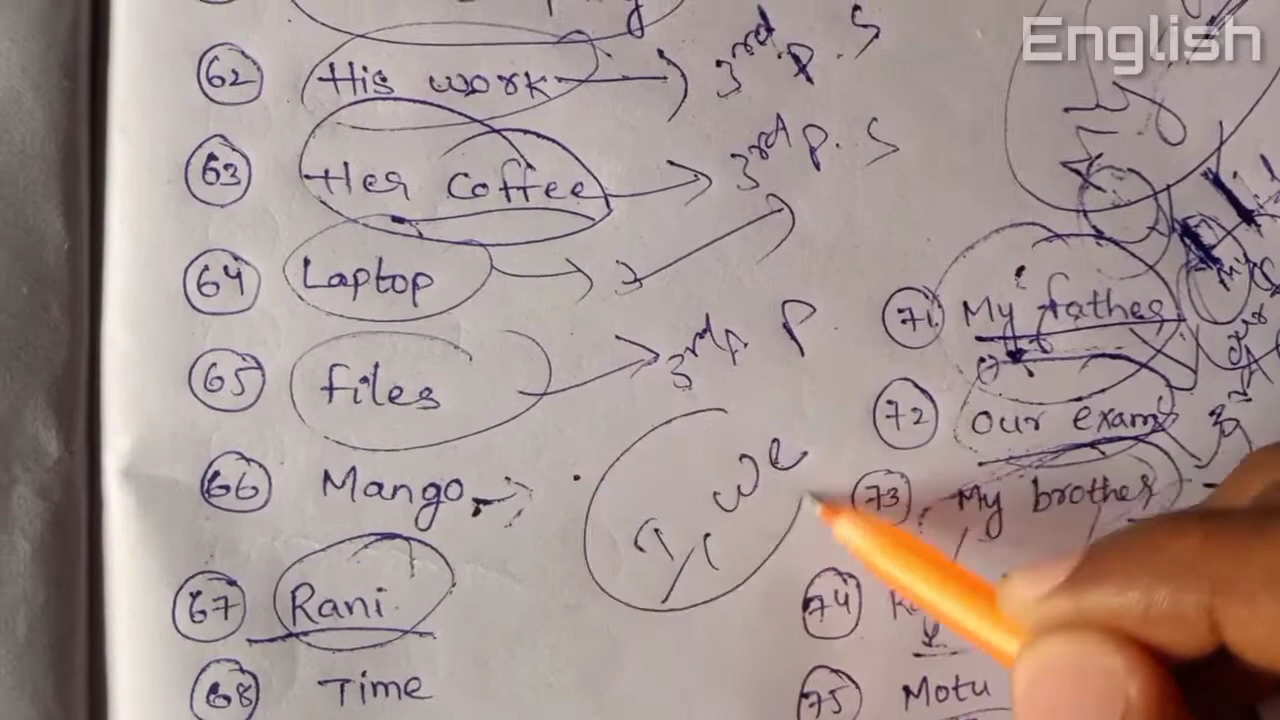 English
62 His work → 3rd. P. S
63 Her coffee → 3rd P. S
64 Laptop →
65 files → 3rd P
66 Mango →
I, we
67 Rani
68 Time
71. My father
72 our exam
73 My brother
74
75 Motu